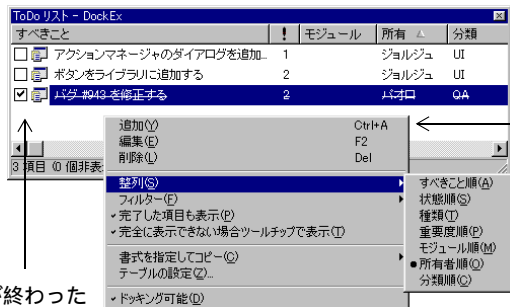 ToDo リスト - DockEx
すべきこと ! モジュール 所有 分類
アクションマネージャのダイアログを追加... 1 ジョルジュ UI
ボタンをライブラリに追加する 2 ジョルジュ UI
バグ #943 を修正する 2 パオロ QA
3 項目 (0 個非表
追加(Y) Ctrl+A
編集(E) F2
削除(L) Del
整列(S)
フィルター(F)
完了した項目も表示(P)
完全に表示できない場合ツールチップで表示(T)
書式を指定してコピー(C)
テーブルの設定(Z)...
ドッキング可能(D)
すべきこと順(A)
状態順(S)
種類(T)
重要度順(P)
モジュール順(M)
所有者順(O)
分類順(C)
が終わった